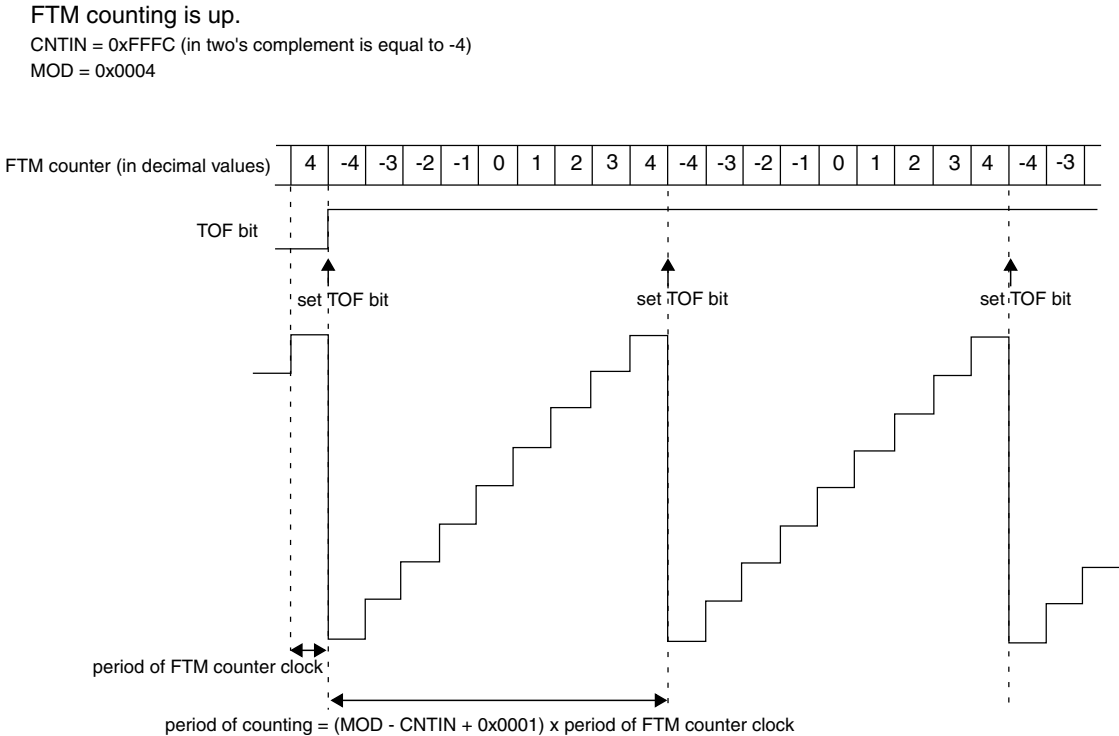 FTM counting is up.
CNTIN = 0xFFFC (in two's complement is equal to -4)
MOD = 0x0004
FTM counter (in decimal values) 4 -4 -3 -2 -1 0 1 2 3 4 -4 -3 -2 -1 0 1 2 3 4 -4 -3
TOF bit
set TOF bit set TOF bit set TOF bit
period of FTM counter clock
period of counting = (MOD - CNTIN + 0x0001) x period of FTM counter clock